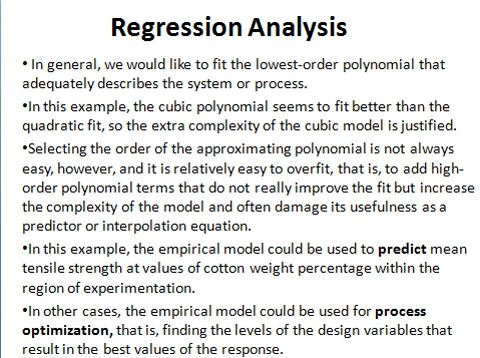 Regression Analysis
• In general, we would like to fit the lowest-order polynomial that
adequately describes the system or process.
•In this example, the cubic polynomial seems to fit better than the
quadratic fit, so the extra complexity of the cubic model is justified.
•Selecting the order of the approximating polynomial is not always
easy, however, and it is relatively easy to overfit, that is, to add high-
order polynomial terms that do not really improve the fit but increase
the complexity of the model and often damage its usefulness as a
predictor or interpolation equation.
•In this example, the empirical model could be used to predict mean
tensile strength at values of cotton weight percentage within the
region of experimentation.
•In other cases, the empirical model could be used for process
optimization, that is, finding the levels of the design variables that
result in the best values of the response.